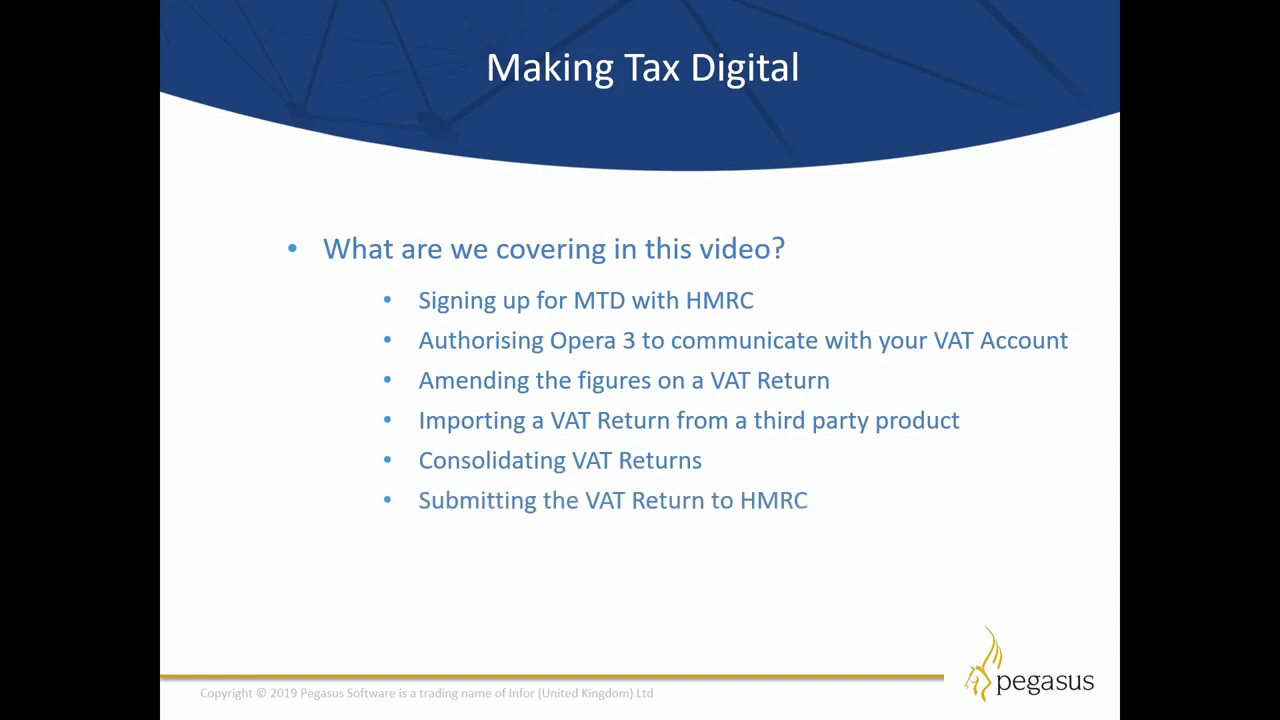 Making Tax Digital
• What are we covering in this video?
• Signing up for MTD with HMRC
• Authorising Opera 3 to communicate with your VAT Account
• Amending the figures on a VAT Return
• Importing a VAT Return from a third party product
• Consolidating VAT Returns
• Submitting the VAT Return to HMRC
Copyright © 2019 Pegasus Software is a trading name of Infor (United Kingdom) Ltd
pegasus